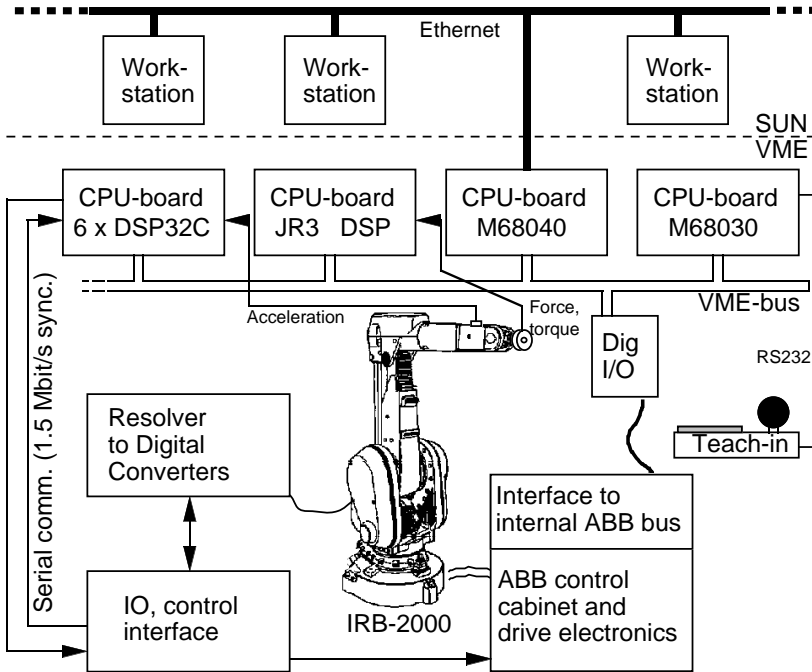 Ethernet
Work-
station
Work-
station
Work-
station
SUN
VME
CPU-board
6 x DSP32C
CPU-board
JR3 DSP
CPU-board
M68040
CPU-board
M68030
VME-bus
Acceleration
Force,
torque
Dig
I/O
RS232
Teach-in
Serial comm. (1.5 Mbit/s sync.)
Resolver
to Digital
Converters
Interface to
internal ABB bus
IO, control
interface
IRB-2000
ABB control
cabinet and
drive electronics